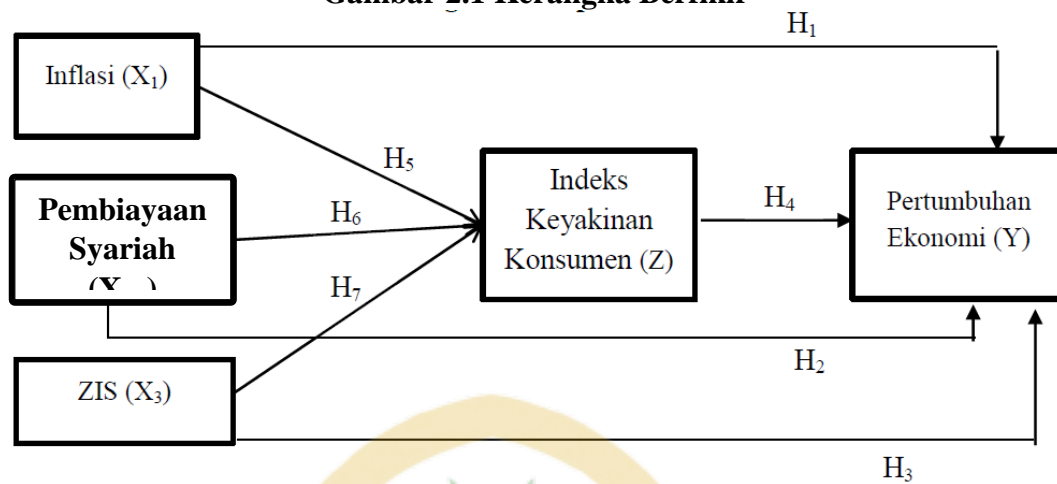 Gambar 2.1 Kerangka Berfikir
H₁
Inflasi (X₁)
H₅
Pembiayaan
Syariah
(X
H₆
H₇
Indeks
Keyakinan
Konsumen (Z)
H₄
Pertumbuhan
Ekonomi (Y)
H₂
ZIS (X₃)
H₃